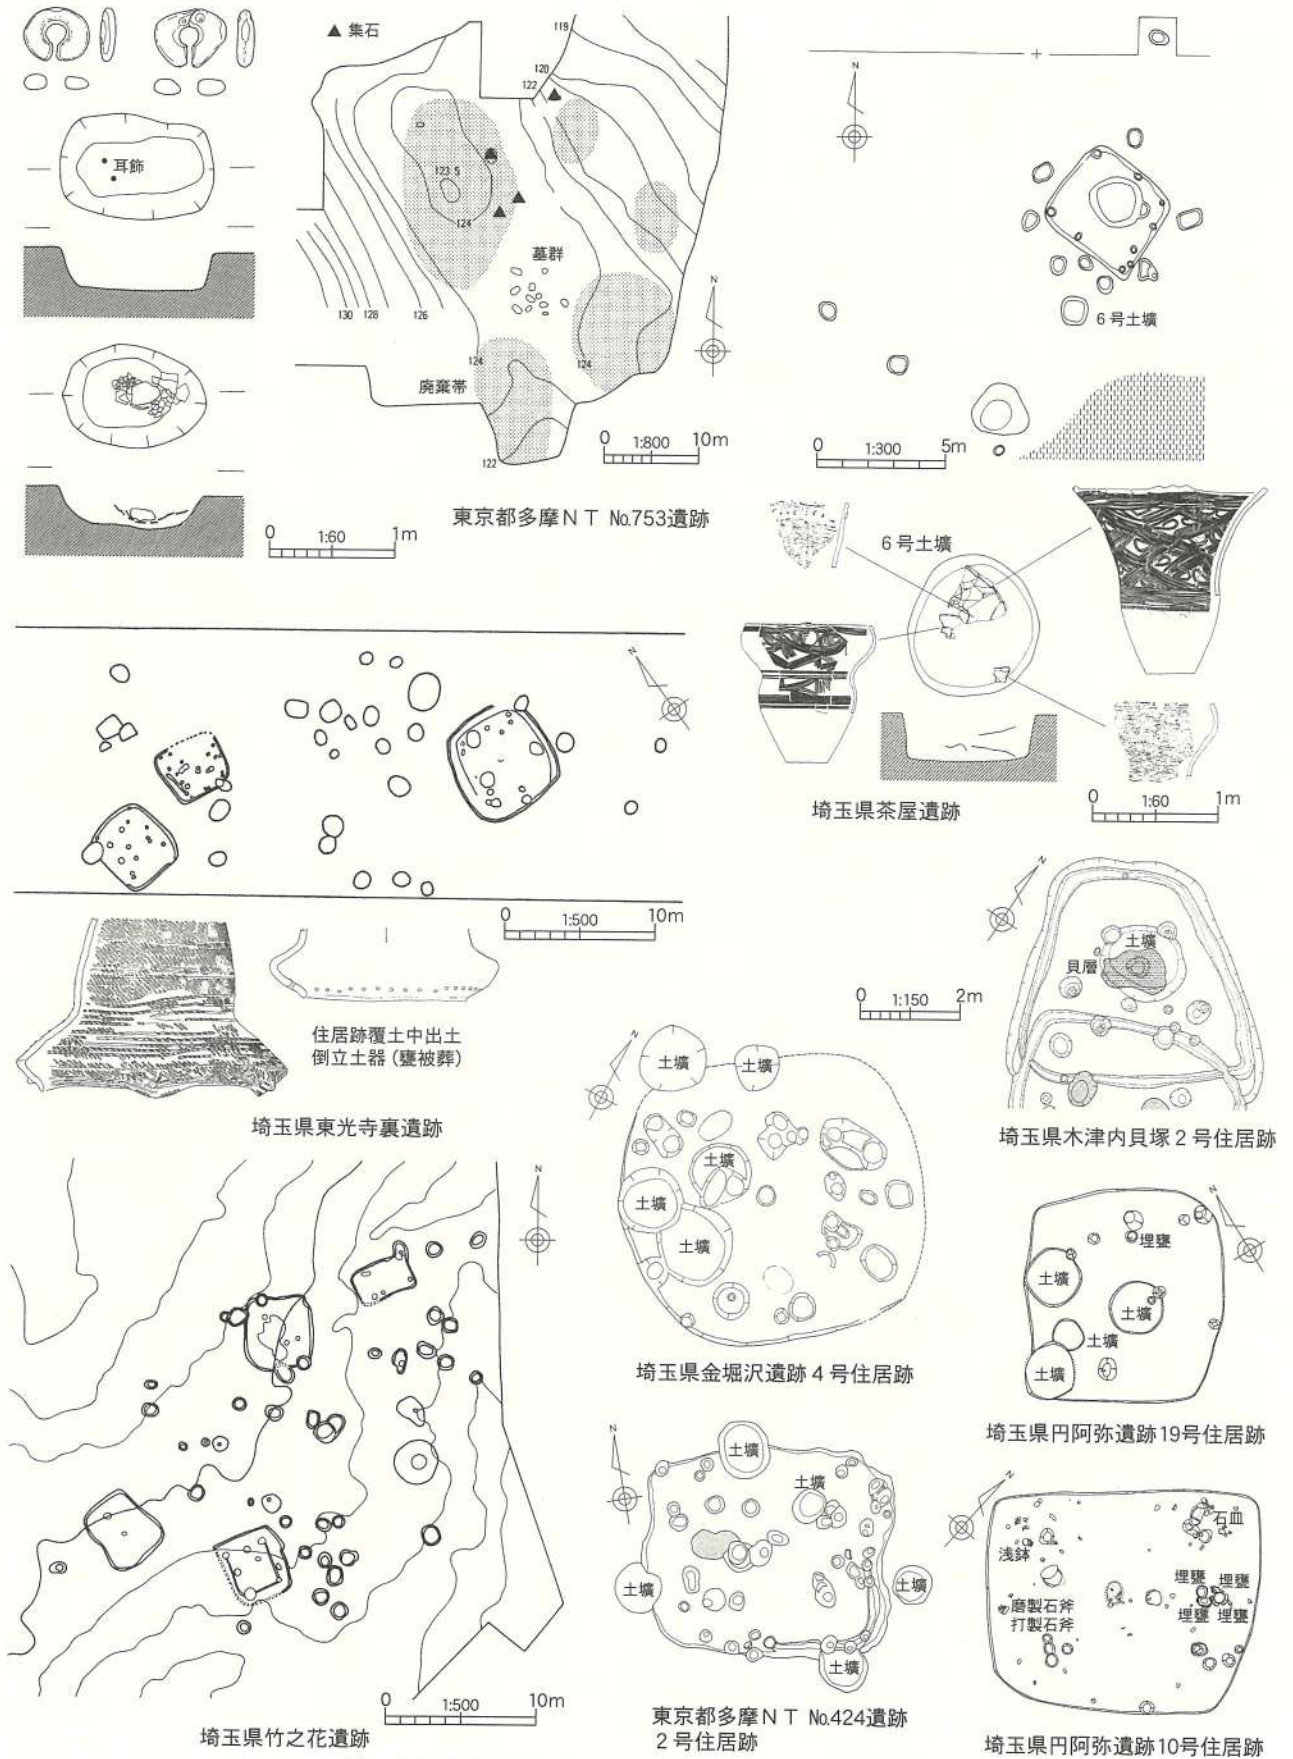 ▲ 集石
119
120
122
N
耳飾
123.5
124
墓群
6号土壙
N
130 128 126
124
124
廃棄帯
122
0 1:800 10m
0 1:300 5m
東京都多摩NT No.753遺跡
0 1:60 1m
6号土壙
N
埼玉県茶屋遺跡
0 1:60 1m
0 1:500 10m
住居跡覆土中出土
倒立土器(甕被葬)
埼玉県東光寺裏遺跡
N
土壙
貝層
0 1:150 2m
埼玉県木津内貝塚2号住居跡
N
土壙
土壙
土壙
土壙
土壙
埼玉県金堀沢遺跡4号住居跡
N
埋甕
土壙
土壙
土壙
土壙
埼玉県円阿弥遺跡19号住居跡
N
0 1:500 10m
埼玉県竹之花遺跡
N
土壙
土壙
土壙
土壙
土壙
東京都多摩NT No.424遺跡
2号住居跡
N
石皿
浅鉢
埋甕 埋甕
埋甕 埋甕
磨製石斧
打製石斧
埼玉県円阿弥遺跡10号住居跡